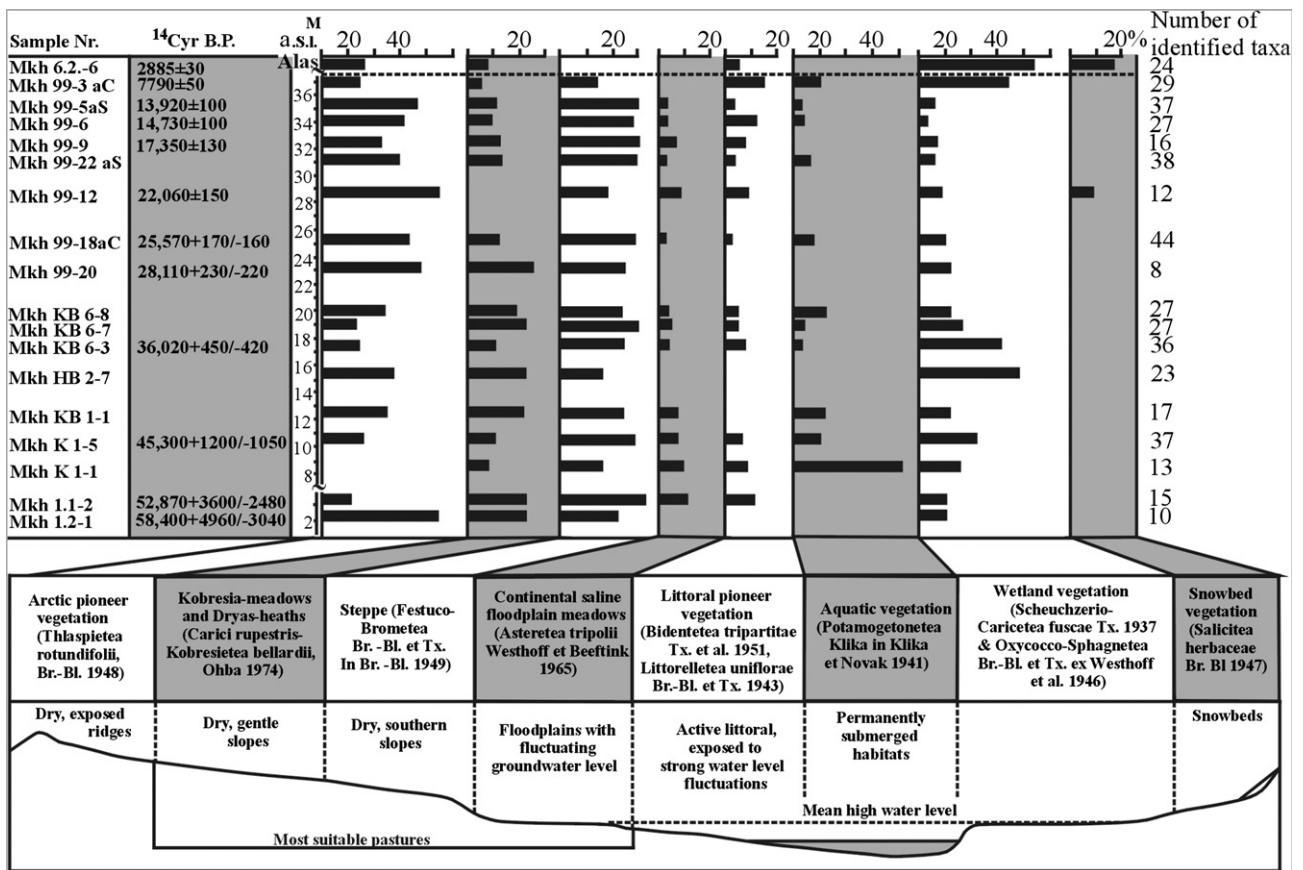 M
Number of
identified taxa
Sample Nr. 14Cyr B.P. a.s.l. 20 40 20 20 20 20 20 40 20 40 20%
Mkh 6.2.-6 2885±30 Alas 24
Mkh 99-3 aC 7790±50 36 29
Mkh 99-5aS 13,920±100 37
Mkh 99-6 14,730±100 34 27
Mkh 99-9 17,350±130 32 16
Mkh 99-22 aS 38
30
Mkh 99-12 22,060±150 28 12
26
Mkh 99-18aC 25,570+170/-160 44
24
Mkh 99-20 28,110+230/-220 8
22
Mkh KB 6-8 20 27
Mkh KB 6-7 27
Mkh KB 6-3 36,020+450/-420 18 36
16
Mkh HB 2-7 23
14
Mkh KB 1-1 12 17
Mkh K 1-5 45,300+1200/-1050 10 37
Mkh K 1-1 8 13
Mkh 1.1-2 52,870+3600/-2480 15
Mkh 1.2-1 58,400+4960/-3040 2 10
Arctic pioneer
vegetation
(Thlaspietea
rotundifolii,
Br.-Bl. 1948)
Kobresia-meadows
and Dryas-heaths
(Carici rupestris-
Kobresietea bellardii,
Ohba 1974)
Steppe (Festuco-
Brometea
Br. -Bl. et Tx.
In Br. -Bl 1949)
Continental saline
floodplain meadows
(Asteretea tripolii
Westhoff et Beeftink
1965)
Littoral pioneer
vegetation
(Bidentetea tripartitae
Tx. et al 1951,
Littorelletea uniflorae
Br.-Bl. et Tx. 1943)
Aquatic vegetation
(Potamogetonetea
Klika in Klika
et Novak 1941)
Wetland vegetation
(Scheuchzerio-
Caricetea fuscae Tx. 1937
& Oxycocco-Sphagnetea
Br.-Bl. et Tx. ex Westhoff
et al. 1946)
Snowbed
vegetation
(Salicitea
herbaceae
Br. Bl 1947)
Dry, exposed
ridges
Dry, gentle
slopes
Dry, southern
slopes
Floodplains with
fluctuating
groundwater level
Active littoral,
exposed to
strong water level
fluctuations
Permanently
submerged
habitats
Snowbeds
Mean high water level
Most suitable pastures